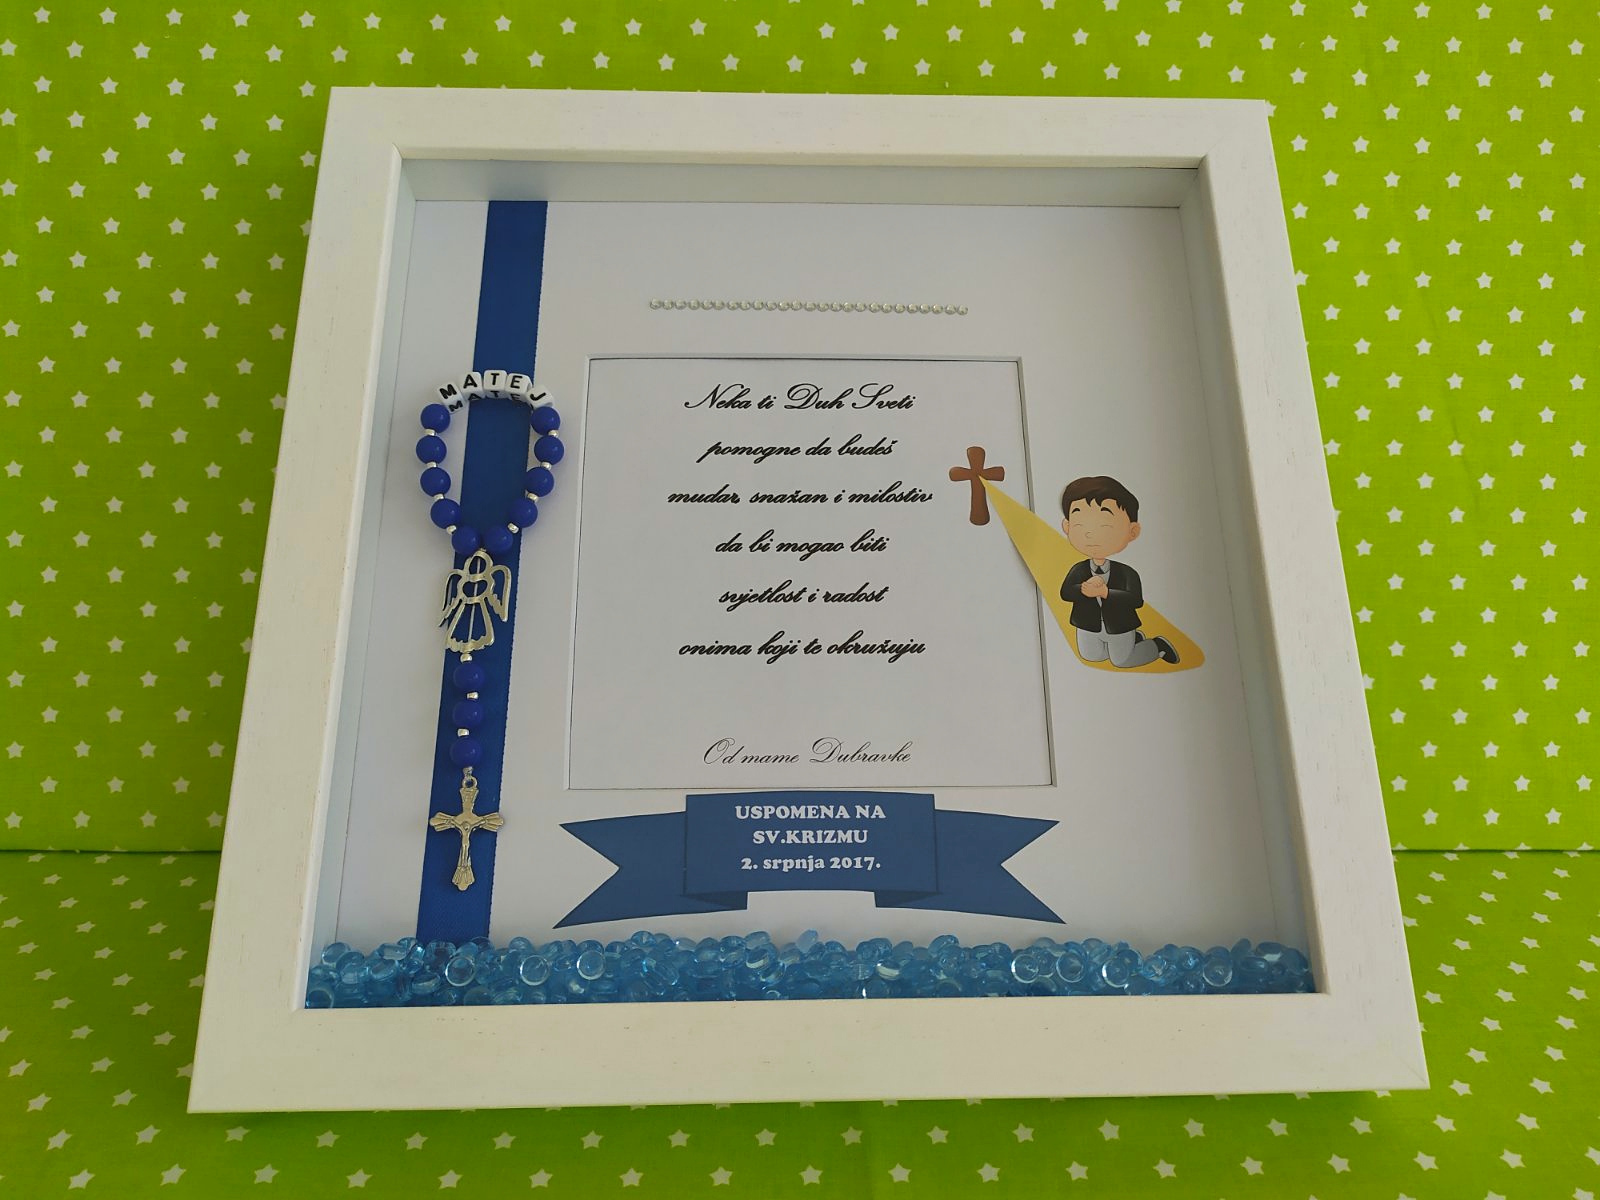 MATEJ
Neka ti Duh Sveti
pomogne da budeš
mudar, snažan i milostiv
da bi mogao biti
svjetlost i radost
onima koji te okružuju
Od mame Dubravke
USPOMENA NA
SV.KRIZMU
2. srpnja 2017.